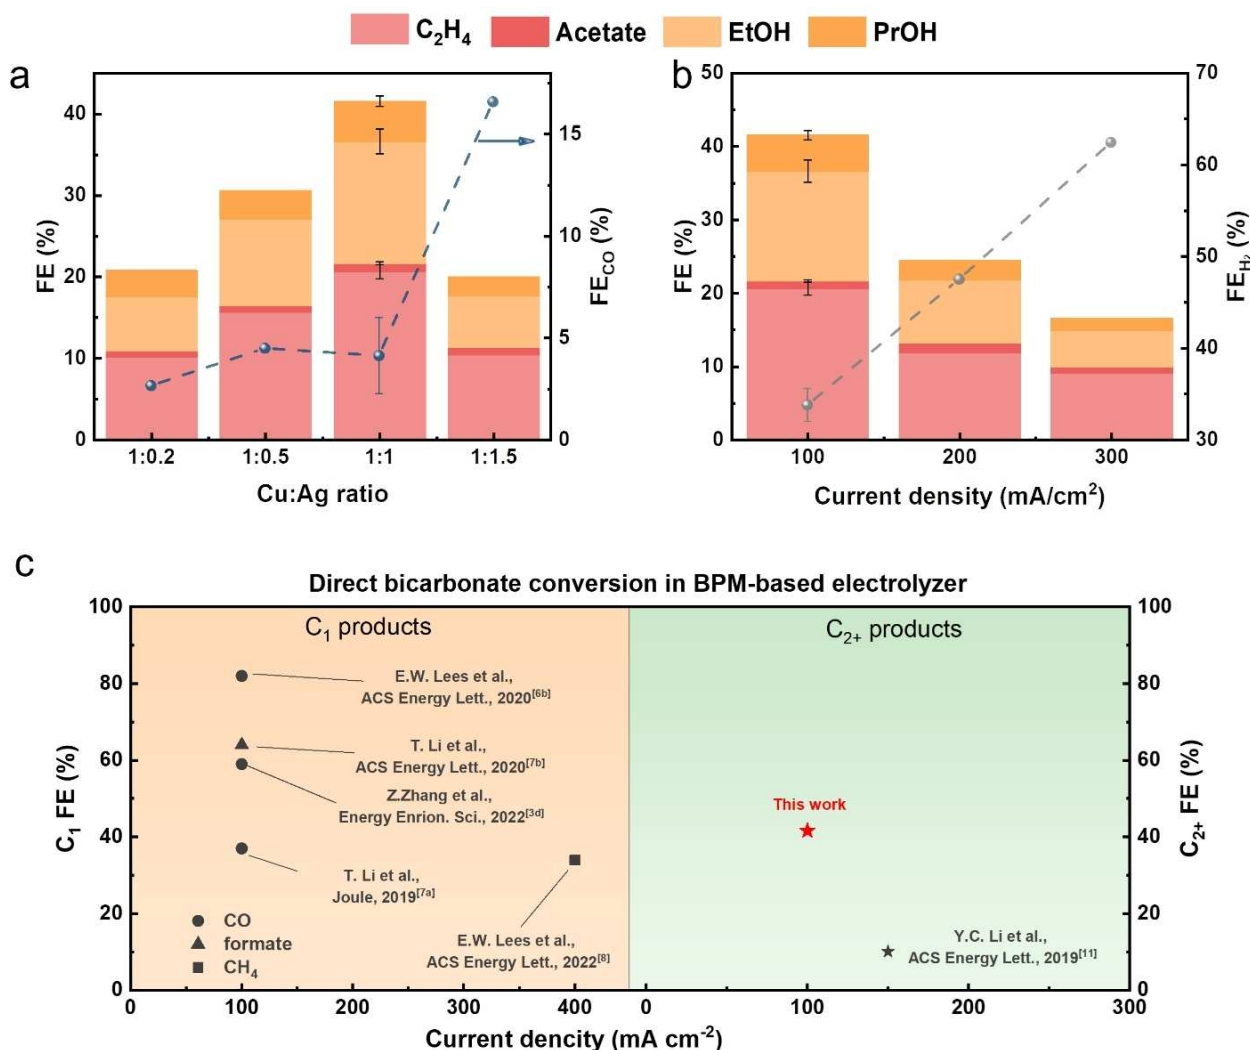 C₂H₄ Acetate EtOH PrOH
a
FE (%)
40
30
20
10
0
15
10
5
0
FE_CO (%)
1:0.2 1:0.5 1:1 1:1.5
Cu:Ag ratio
b
FE (%)
50
40
30
20
10
0
70
60
50
40
30
FE_H₂ (%)
100 200 300
Current density (mA/cm²)
c
Direct bicarbonate conversion in BPM-based electrolyzer
C₁ FE (%)
100
80
60
40
20
0
C₁ products
E.W. Lees et al.,
ACS Energy Lett., 2020[6b]
T. Li et al.,
ACS Energy Lett., 2020[7b]
Z.Zhang et al.,
Energy Enrion. Sci., 2022[3d]
T. Li et al.,
Joule, 2019[7a]
E.W. Lees et al.,
ACS Energy Lett., 2022[8]
CO
formate
CH₄
C₂₊ products
This work
Y.C. Li et al.,
ACS Energy Lett., 2019[11]
100
80
60
40
20
0
C₂₊ FE (%)
0 100 200 300 400 0 100 200 300
Current dencity (mA cm⁻²)